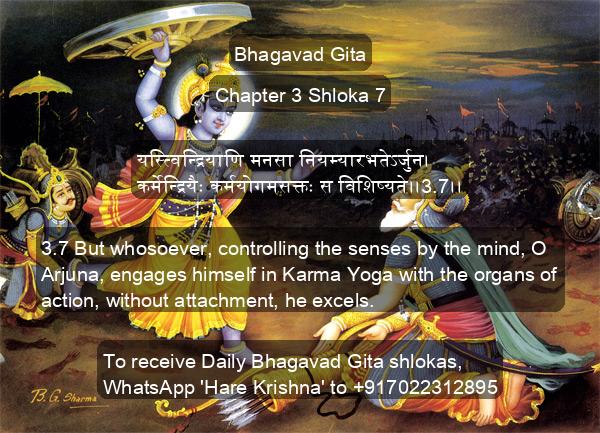 Bhagavad Gita
Chapter 3 Shloka 7
यस्त्विन्द्रियाणि मनसा नियम्यारभतेऽर्जुन।
कर्मेन्द्रियैः कर्मयोगमसक्तः स विशिष्यते।।3.7।।
3.7 But whosoever, controlling the senses by the mind, O
Arjuna, engages himself in Karma Yoga with the organs of
action, without attachment, he excels.
To receive Daily Bhagavad Gita shlokas,
WhatsApp 'Hare Krishna' to +917022312895
B.G. Sharma